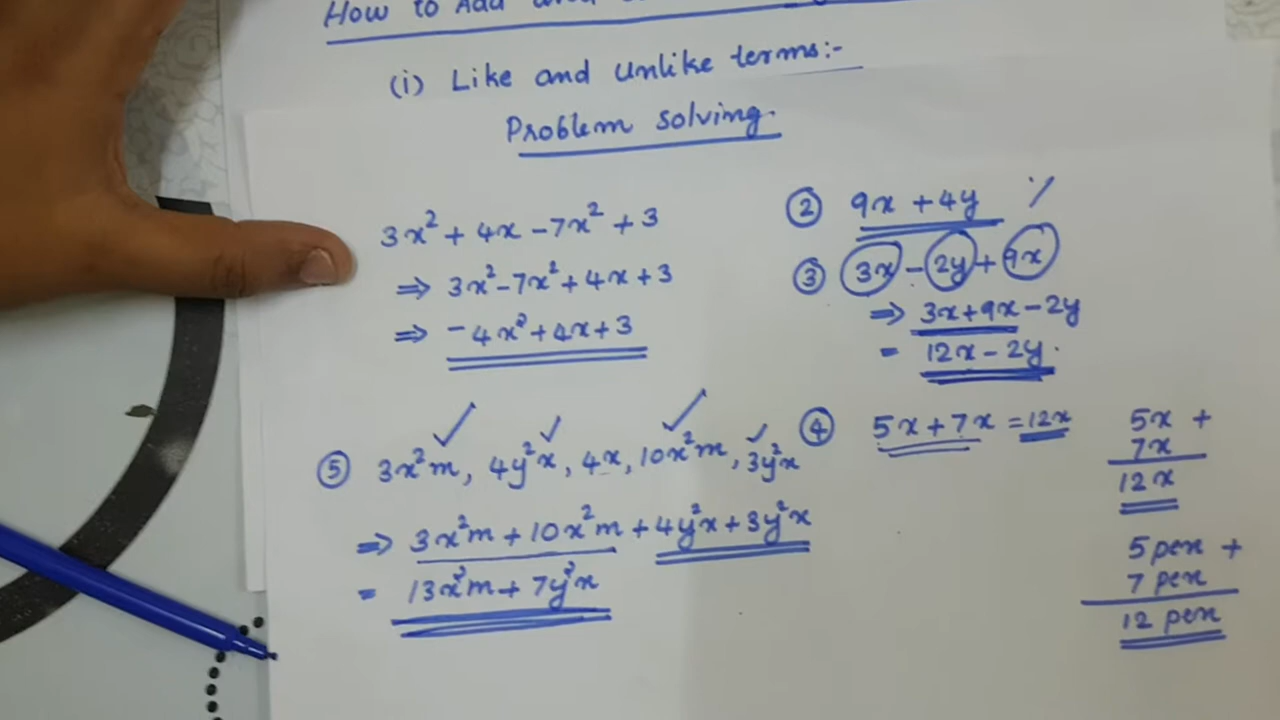 How to Add and
(i) Like and Unlike terms:-
Problem solving.
3x² + 4x - 7x² + 3
⇒ 3x² - 7x² + 4x + 3
⇒ -4x² + 4x + 3
② 9x + 4y
③ 3x - 2y + 9x
⇒ 3x + 9x - 2y
= 12x - 2y.
⑤ 3x²m, 4y²x, 4x, 10x²m, 3y²x
⇒ 3x²m + 10x²m + 4y²x + 3y²x
= 13x²m + 7y²x
④ 5x + 7x = 12x
5x +
7x
12x
5 pen +
7 pen
12 pen